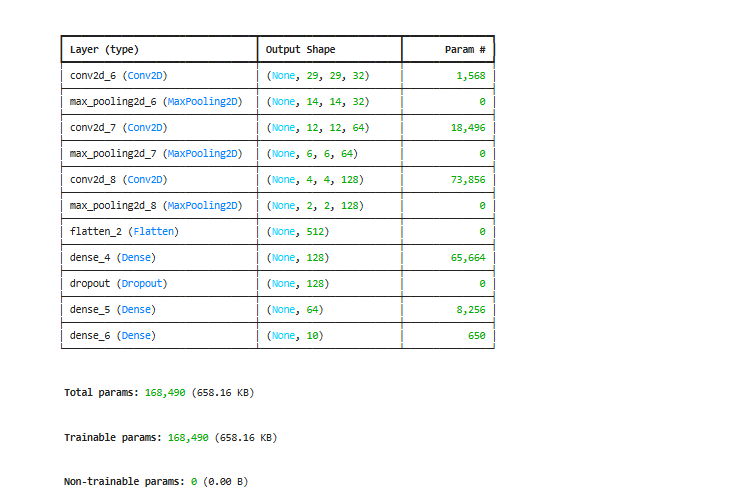 Layer (type) Output Shape Param #
conv2d_6 (Conv2D) (None, 29, 29, 32) 1,568
max_pooling2d_6 (MaxPooling2D) (None, 14, 14, 32) 0
conv2d_7 (Conv2D) (None, 12, 12, 64) 18,496
max_pooling2d_7 (MaxPooling2D) (None, 6, 6, 64) 0
conv2d_8 (Conv2D) (None, 4, 4, 128) 73,856
max_pooling2d_8 (MaxPooling2D) (None, 2, 2, 128) 0
flatten_2 (Flatten) (None, 512) 0
dense_4 (Dense) (None, 128) 65,664
dropout (Dropout) (None, 128) 0
dense_5 (Dense) (None, 64) 8,256
dense_6 (Dense) (None, 10) 650
Total params: 168,490 (658.16 KB)
Trainable params: 168,490 (658.16 KB)
Non-trainable params: 0 (0.00 B)